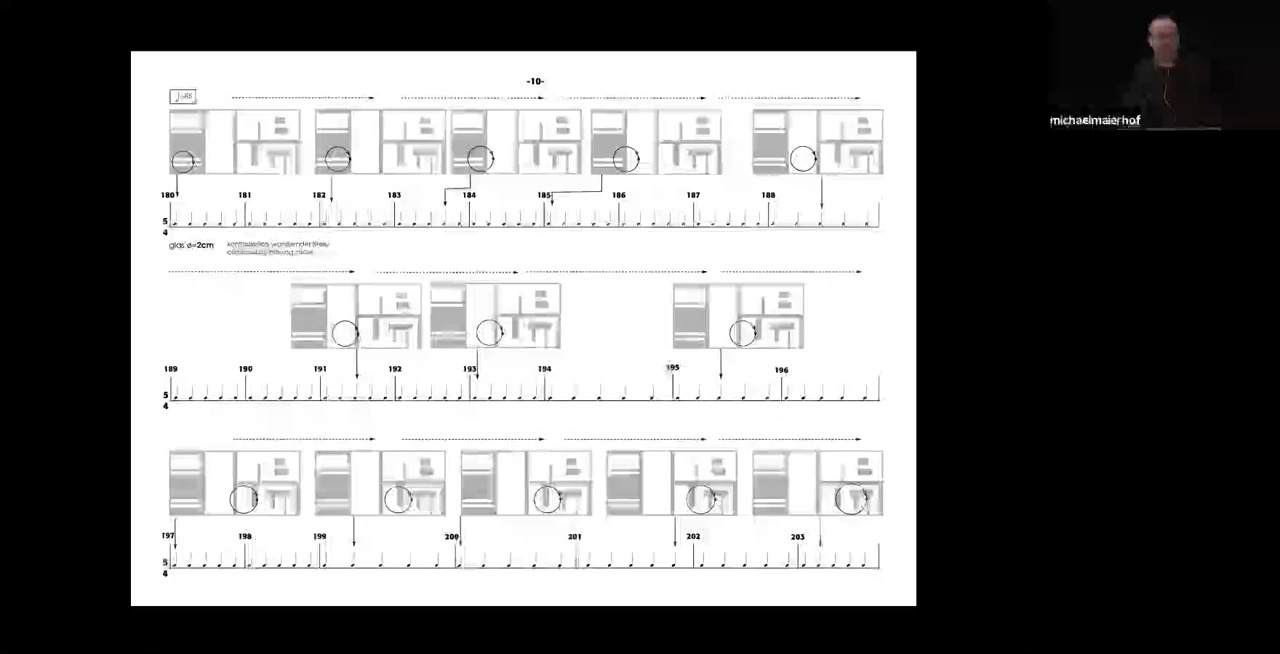 -10-
♩=68
michaelmaierhof
180 181 182 183 184 185 186 187 188
5
4
glas ø=2cm
kontinuierlich wandernder Kreis
continously moving circle
189 190 191 192 193 194 195 196
5
4
197 198 199 200 201 202 203
5
4